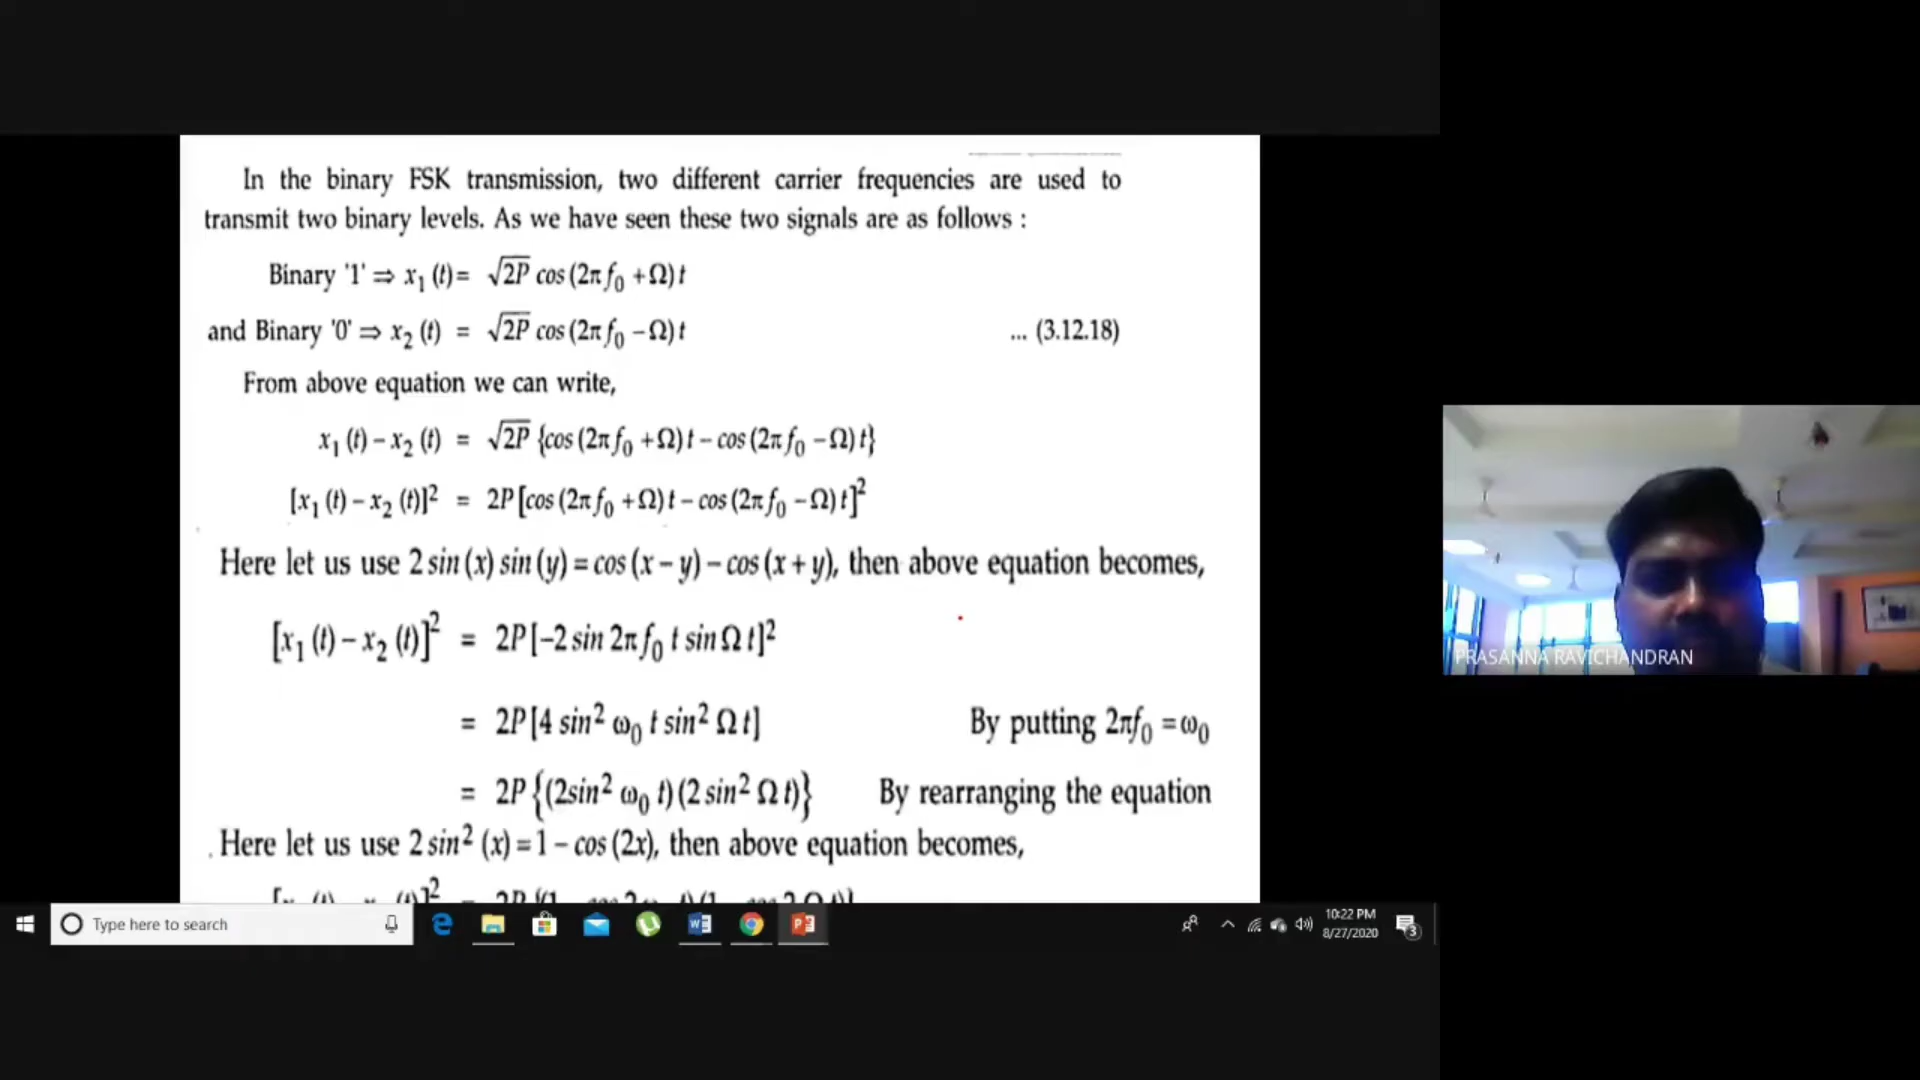 In the binary FSK transmission, two different carrier frequencies are used to
transmit two binary levels. As we have seen these two signals are as follows :
Binary '1' ⇒ x₁ (t) = √2P cos (2π f₀ + Ω) t
and Binary '0' ⇒ x₂ (t) = √2P cos (2π f₀ − Ω) t ... (3.12.18)
From above equation we can write,
x₁ (t) − x₂ (t) = √2P {cos (2π f₀ + Ω) t − cos (2π f₀ − Ω) t}
[x₁ (t) − x₂ (t)]² = 2P [cos (2π f₀ + Ω) t − cos (2π f₀ − Ω) t]²
Here let us use 2 sin (x) sin (y) = cos (x − y) − cos (x + y), then above equation becomes,
[x₁ (t) − x₂ (t)]² = 2P [−2 sin 2π f₀ t sin Ω t]²
= 2P [4 sin² ω₀ t sin² Ω t] By putting 2πf₀ = ω₀
= 2P {(2sin² ω₀ t) (2 sin² Ω t)} By rearranging the equation
Here let us use 2 sin² (x) = 1 − cos (2x), then above equation becomes,
PRASANNA RAVICHANDRAN
Type here to search
10:22 PM
8/27/2020
3